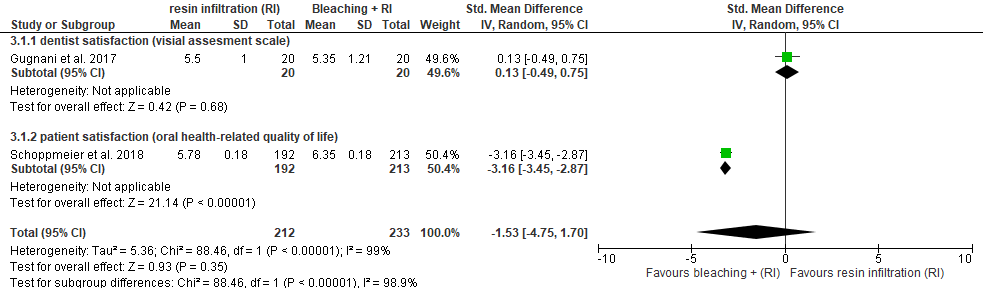 resin infiltration (RI) Bleaching + RI Std. Mean Difference Std. Mean Difference
Study or Subgroup Mean SD Total Mean SD Total Weight IV, Random, 95% CI IV, Random, 95% CI
3.1.1 dentist satisfaction (visial assesment scale)
Gugnani et al. 2017 5.5 1 20 5.35 1.21 20 49.6% 0.13 [-0.49, 0.75]
Subtotal (95% CI) 20 20 49.6% 0.13 [-0.49, 0.75]
Heterogeneity: Not applicable
Test for overall effect: Z = 0.42 (P = 0.68)
3.1.2 patient satisfaction (oral health-related quality of life)
Schoppmeier et al. 2018 5.78 0.18 192 6.35 0.18 213 50.4% -3.16 [-3.45, -2.87]
Subtotal (95% CI) 192 213 50.4% -3.16 [-3.45, -2.87]
Heterogeneity: Not applicable
Test for overall effect: Z = 21.14 (P < 0.00001)
Total (95% CI) 212 233 100.0% -1.53 [-4.75, 1.70]
Heterogeneity: Tau² = 5.36; Chi² = 88.46, df = 1 (P < 0.00001); I² = 99%
Test for overall effect: Z = 0.93 (P = 0.35)
Test for subgroup differences: Chi² = 88.46, df = 1 (P < 0.00001), I² = 98.9%
-10 -5 0 5 10
Favours bleaching + (RI) Favours resin infiltration (RI)